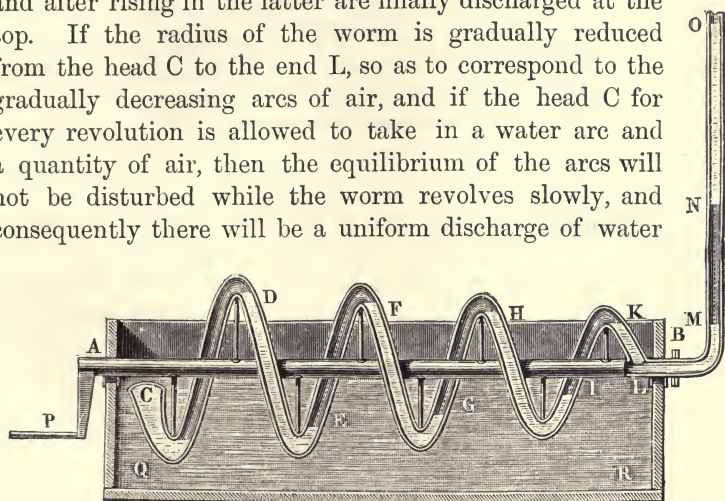 and after rising in the latter are finally discharged at the
top. If the radius of the worm is gradually reduced
from the head C to the end L, so as to correspond to the
gradually decreasing arcs of air, and if the head C for
every revolution is allowed to take in a water arc and
a quantity of air, then the equilibrium of the arcs will
not be disturbed while the worm revolves slowly, and
consequently there will be a uniform discharge of water
O
N
M
D
F
H
K
B
A
C
E
G
I
L
P
Q
R